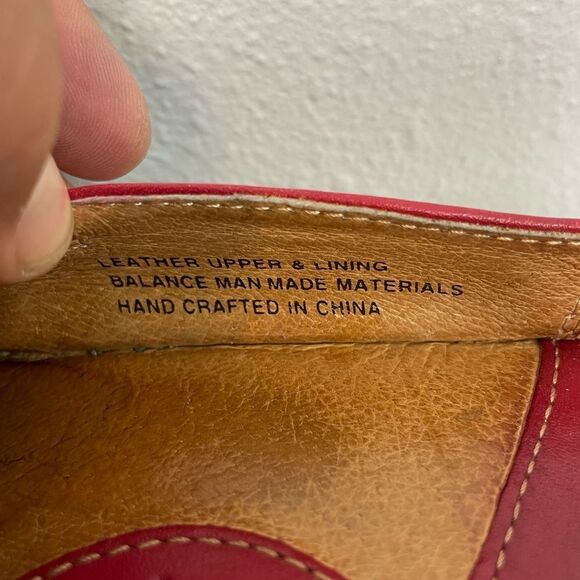 LEATHER UPPER & LINING
BALANCE MAN MADE MATERIALS
HAND CRAFTED IN CHINA